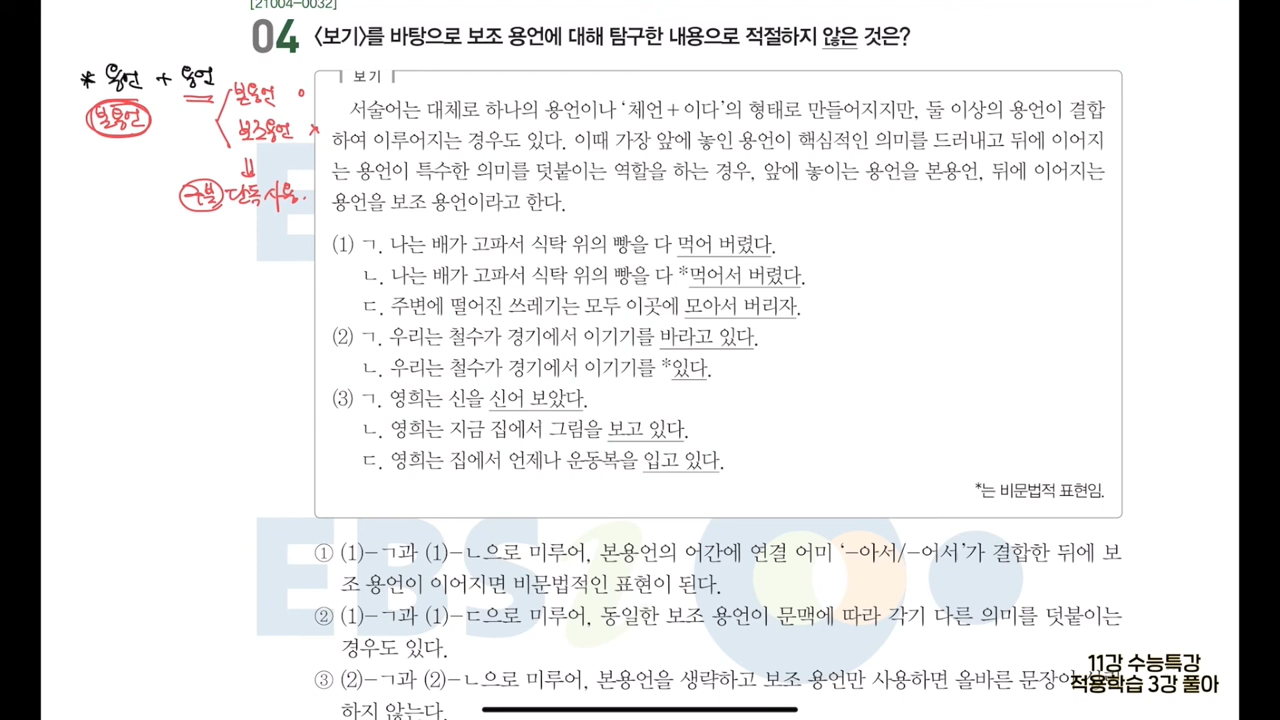 [21004-0032]
04 〈보기〉를 바탕으로 보조 용언에 대해 탐구한 내용으로 적절하지 않은 것은?
* 용언 + 용언
본용언
본용언 o
보조용언 x
구분 단독사용.
보기
서술어는 대체로 하나의 용언이나 ‘체언+이다’의 형태로 만들어지지만, 둘 이상의 용언이 결합
하여 이루어지는 경우도 있다. 이때 가장 앞에 놓인 용언이 핵심적인 의미를 드러내고 뒤에 이어지
는 용언이 특수한 의미를 덧붙이는 역할을 하는 경우, 앞에 놓이는 용언을 본용언, 뒤에 이어지는
용언을 보조 용언이라고 한다.
(1) ㄱ. 나는 배가 고파서 식탁 위의 빵을 다 먹어 버렸다.
ㄴ. 나는 배가 고파서 식탁 위의 빵을 다 *먹어서 버렸다.
ㄷ. 주변에 떨어진 쓰레기는 모두 이곳에 모아서 버리자.
(2) ㄱ. 우리는 철수가 경기에서 이기기를 바라고 있다.
ㄴ. 우리는 철수가 경기에서 이기기를 *있다.
(3) ㄱ. 영희는 신을 신어 보았다.
ㄴ. 영희는 지금 집에서 그림을 보고 있다.
ㄷ. 영희는 집에서 언제나 운동복을 입고 있다.
*는 비문법적 표현임.
① (1)-ㄱ과 (1)-ㄴ으로 미루어, 본용언의 어간에 연결 어미 ‘-아서/-어서’가 결합한 뒤에 보
조 용언이 이어지면 비문법적인 표현이 된다.
② (1)-ㄱ과 (1)-ㄷ으로 미루어, 동일한 보조 용언이 문맥에 따라 각기 다른 의미를 덧붙이는
경우도 있다.
③ (2)-ㄱ과 (2)-ㄴ으로 미루어, 본용언을 생략하고 보조 용언만 사용하면 올바른 문장이
하지 않는다.
11강 수능특강
적용학습 3강 풀아
EBS
EBS